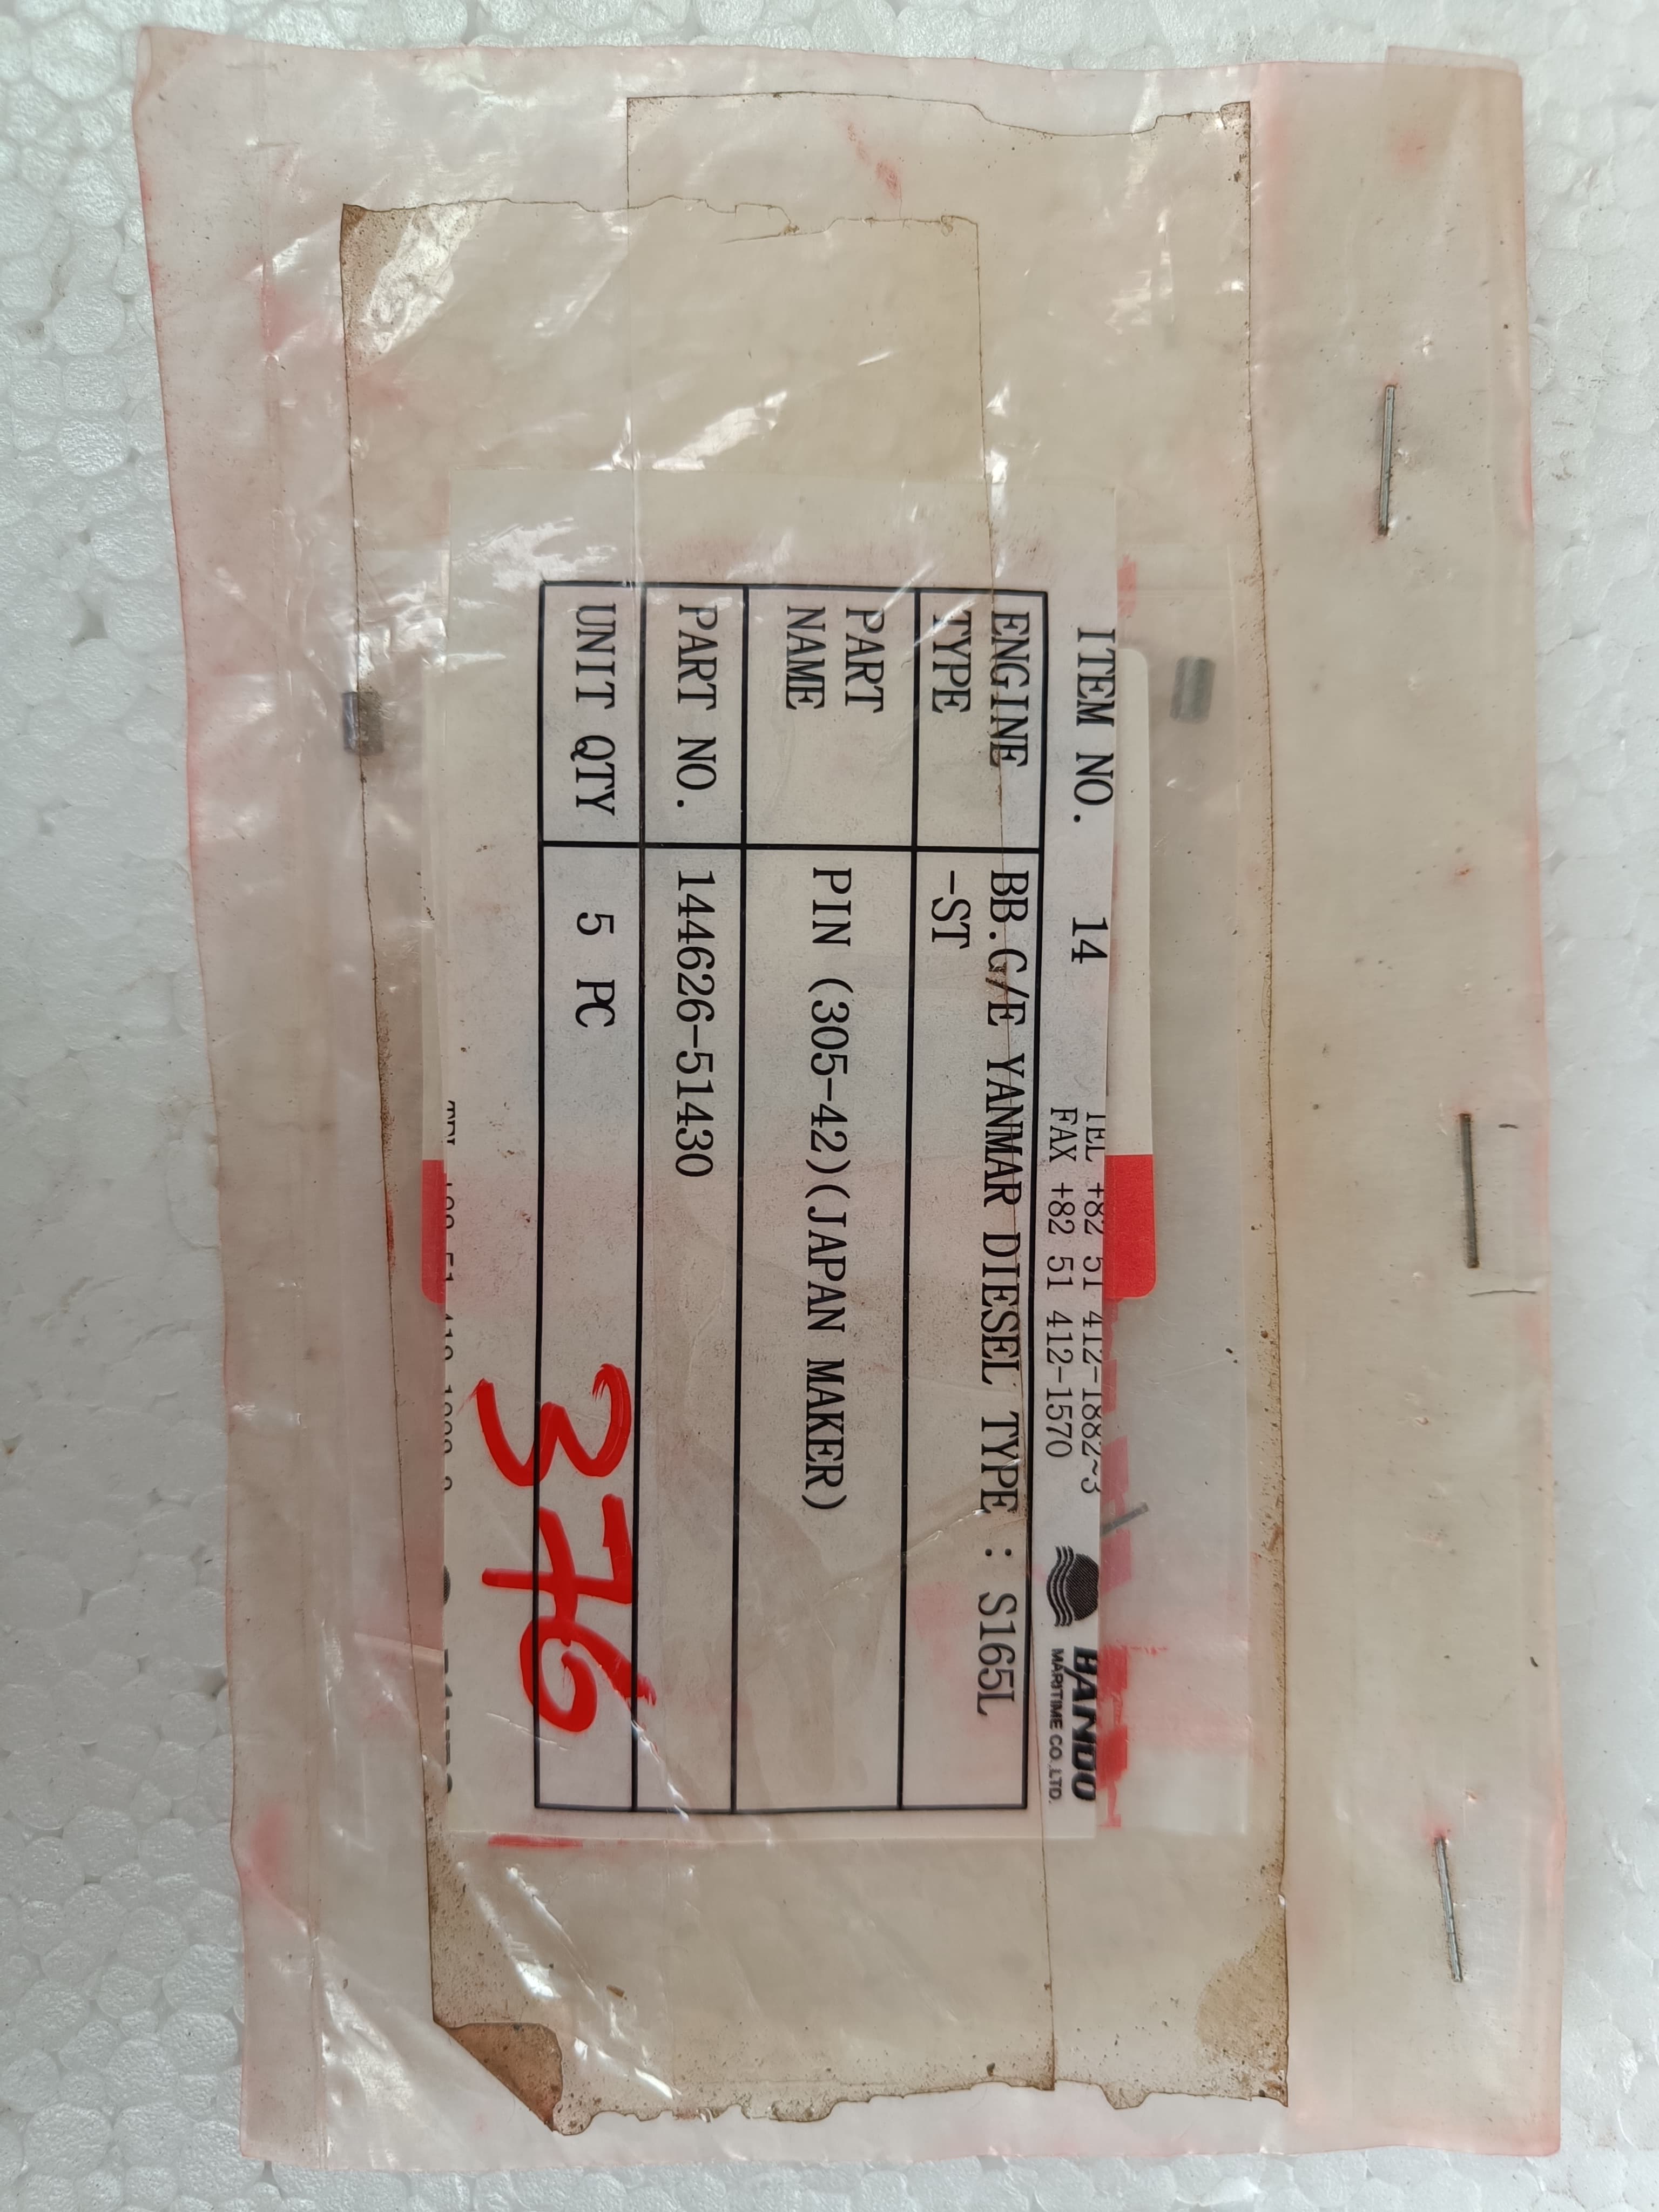 ITEM NO. 14
TEL +82 51 412-1882~3
FAX +82 51 412-1570
BANDO
MARITIME CO.,LTD.
ENGINE TYPE BB.G/E YANMAR DIESEL TYPE : S165L
-ST
PART NAME PIN (305-42)(JAPAN MAKER)
PART NO. 144626-51430
UNIT QTY 5 PC
376